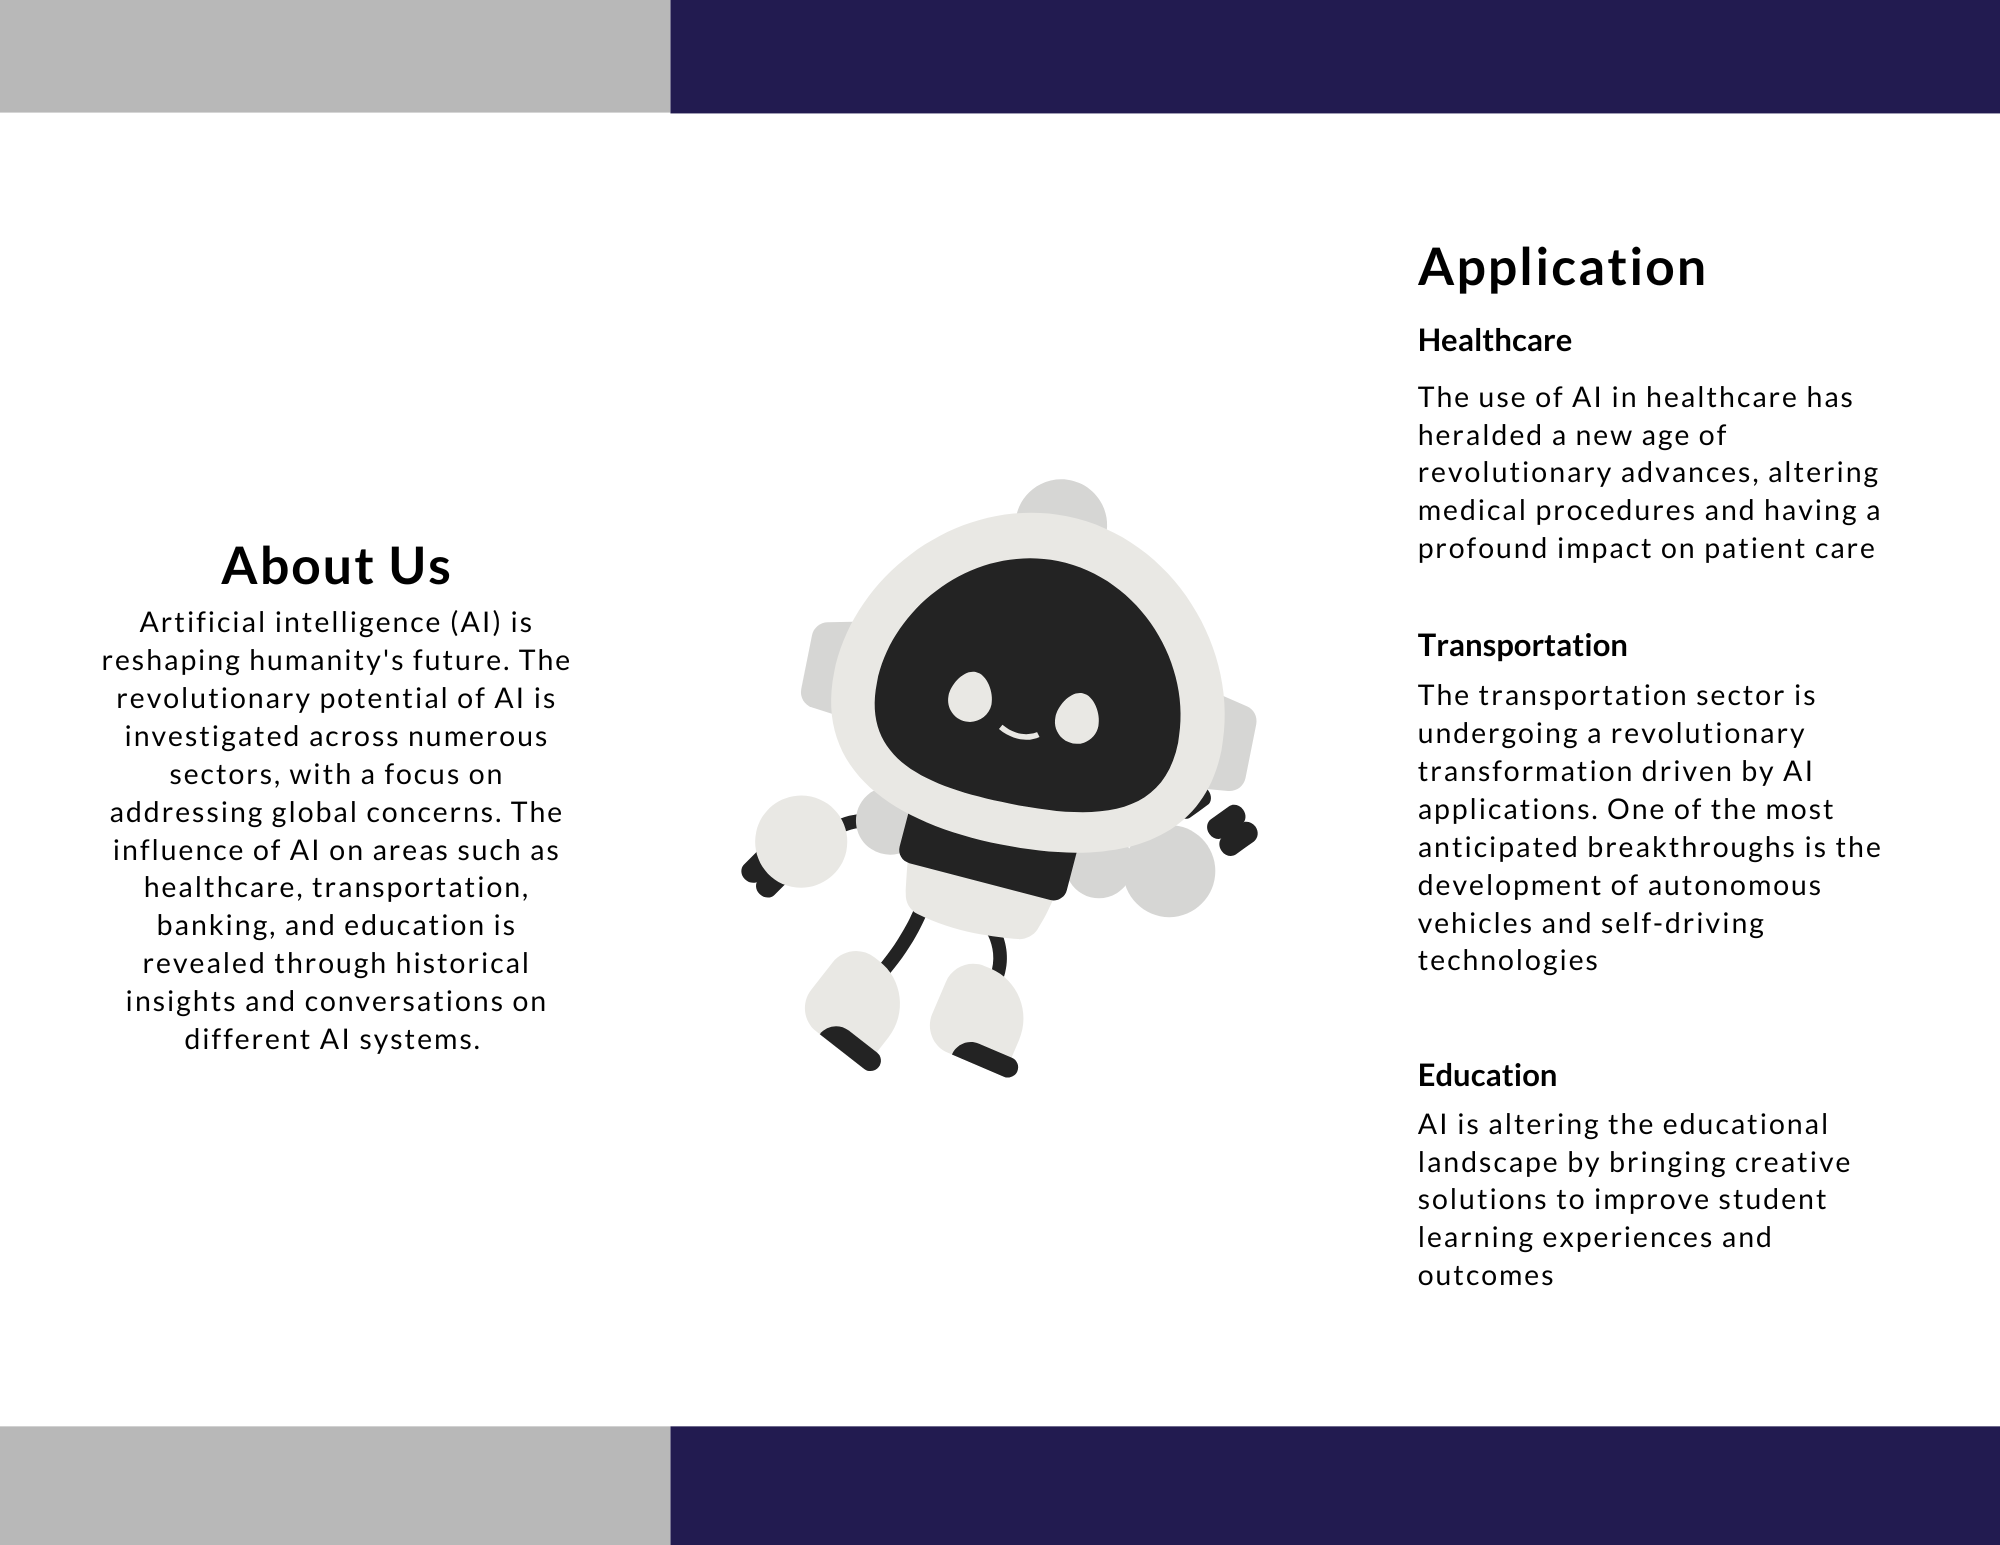 About Us
Artificial intelligence (AI) is
reshaping humanity's future. The
revolutionary potential of AI is
investigated across numerous
sectors, with a focus on
addressing global concerns. The
influence of AI on areas such as
healthcare, transportation,
banking, and education is
revealed through historical
insights and conversations on
different AI systems.
Application
Healthcare
The use of AI in healthcare has
heralded a new age of
revolutionary advances, altering
medical procedures and having a
profound impact on patient care
Transportation
The transportation sector is
undergoing a revolutionary
transformation driven by AI
applications. One of the most
anticipated breakthroughs is the
development of autonomous
vehicles and self-driving
technologies
Education
AI is altering the educational
landscape by bringing creative
solutions to improve student
learning experiences and
outcomes